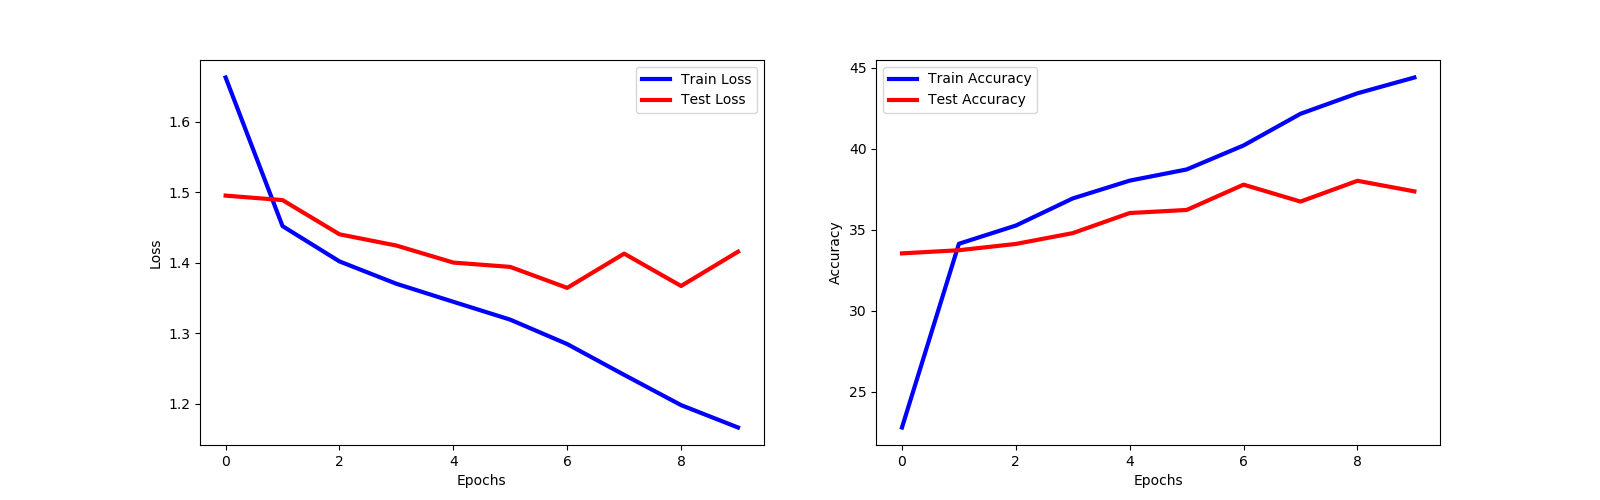 Train Loss
Test Loss
1.6
1.5
1.4
1.3
1.2
Loss
0 2 4 6 8
Epochs
Train Accuracy
Test Accuracy
45
40
35
30
25
Accuracy
0 2 4 6 8
Epochs